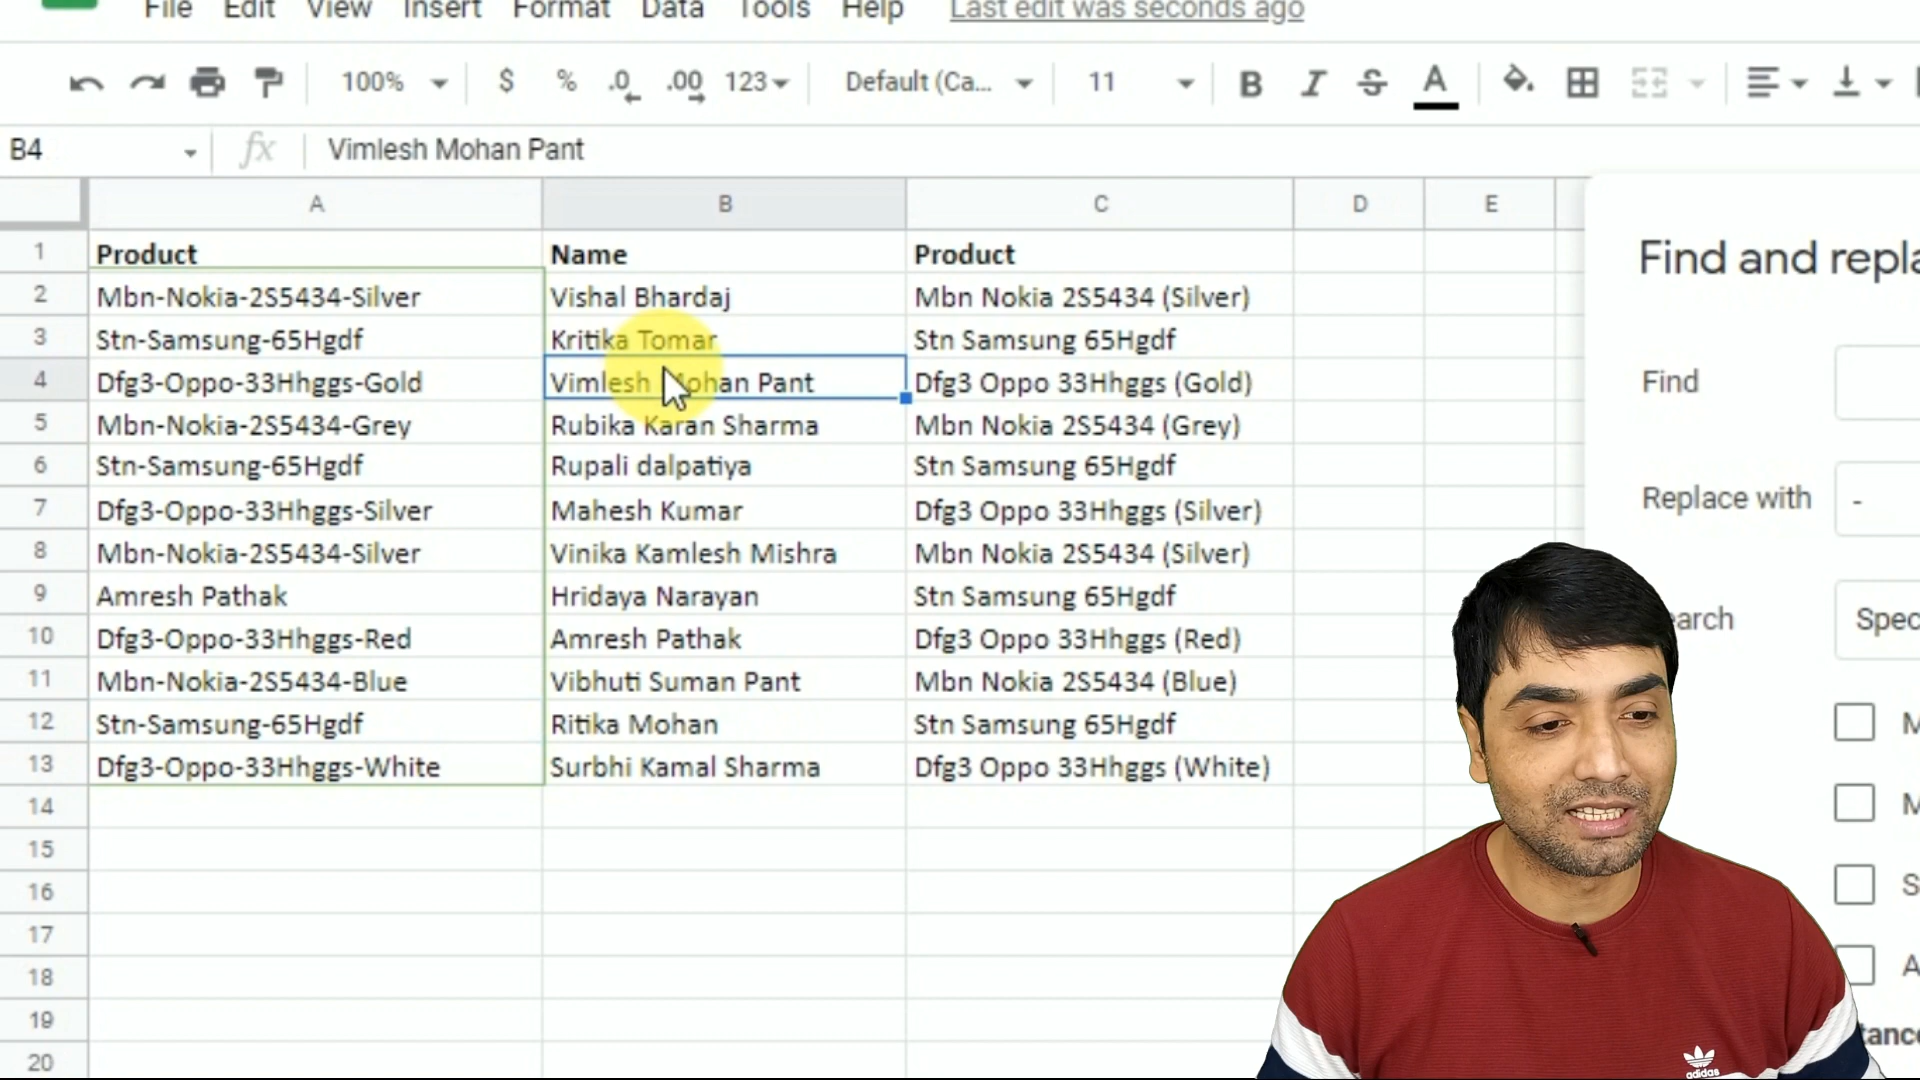 File Edit View Insert Format Data Tools Help Last edit was seconds ago
100% $ % .0 .00 123 Default (Ca... 11 B I S A
B4 fx Vimlesh Mohan Pant
A B C D E
1 Product Name Product
2 Mbn-Nokia-2S5434-Silver Vishal Bhardaj Mbn Nokia 2S5434 (Silver)
3 Stn-Samsung-65Hgdf Kritika Tomar Stn Samsung 65Hgdf
4 Dfg3-Oppo-33Hhggs-Gold Vimlesh Mohan Pant Dfg3 Oppo 33Hhggs (Gold)
5 Mbn-Nokia-2S5434-Grey Rubika Karan Sharma Mbn Nokia 2S5434 (Grey)
6 Stn-Samsung-65Hgdf Rupali dalpatiya Stn Samsung 65Hgdf
7 Dfg3-Oppo-33Hhggs-Silver Mahesh Kumar Dfg3 Oppo 33Hhggs (Silver)
8 Mbn-Nokia-2S5434-Silver Vinika Kamlesh Mishra Mbn Nokia 2S5434 (Silver)
9 Amresh Pathak Hridaya Narayan Stn Samsung 65Hgdf
10 Dfg3-Oppo-33Hhggs-Red Amresh Pathak Dfg3 Oppo 33Hhggs (Red)
11 Mbn-Nokia-2S5434-Blue Vibhuti Suman Pant Mbn Nokia 2S5434 (Blue)
12 Stn-Samsung-65Hgdf Ritika Mohan Stn Samsung 65Hgdf
13 Dfg3-Oppo-33Hhggs-White Surbhi Kamal Sharma Dfg3 Oppo 33Hhggs (White)
14
15
16
17
18
19
20
Find and repla
Find
Replace with -
earch Spec
M
M
S
A
tanc
adidas